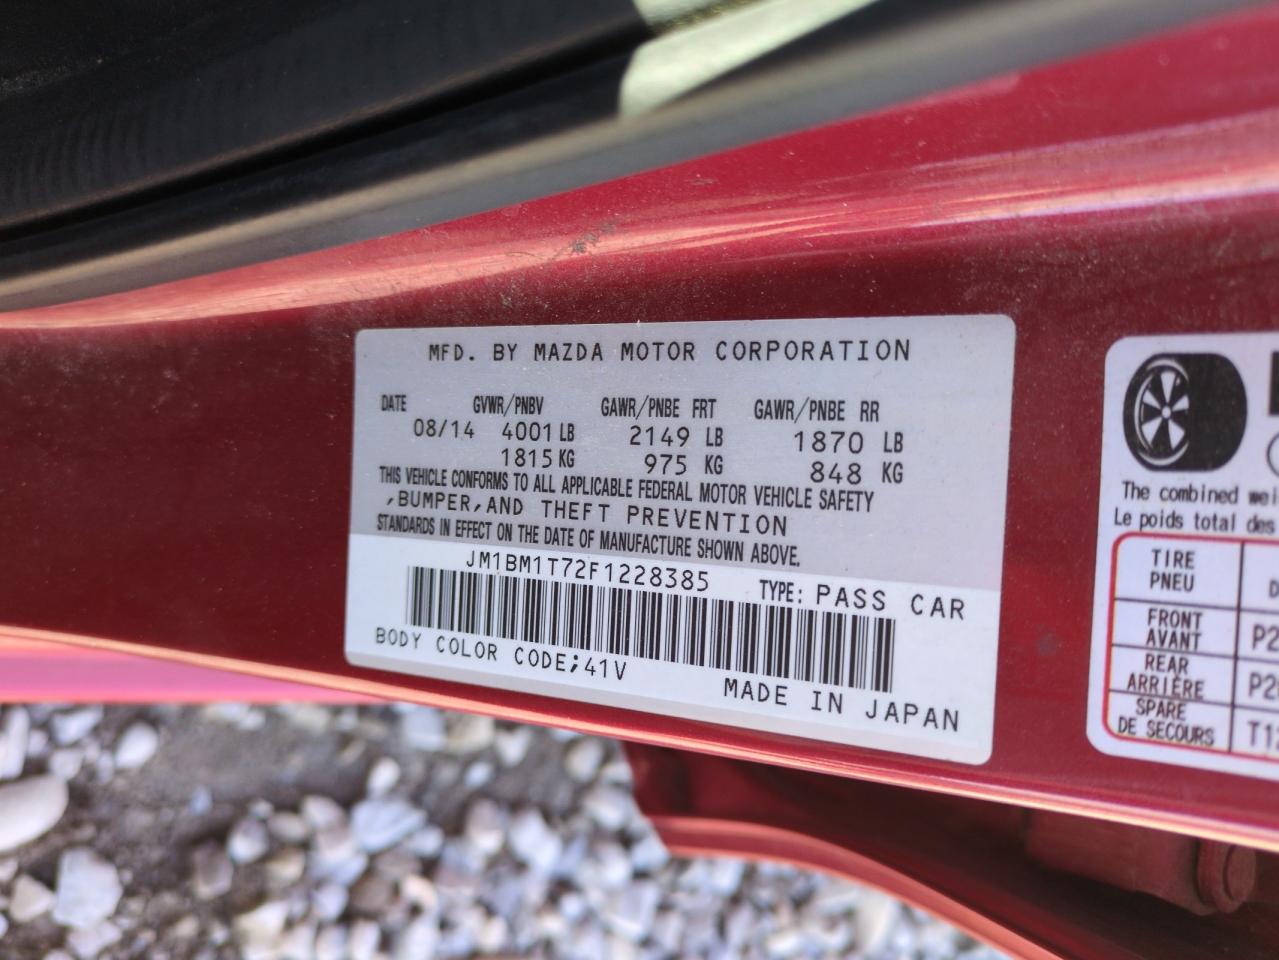 MFD. BY MAZDA MOTOR CORPORATION
DATE GVWR/PNBV GAWR/PNBE FRT GAWR/PNBE RR
08/14 4001 LB 2149 LB 1870 LB
1815 KG 975 KG 848 KG
THIS VEHICLE CONFORMS TO ALL APPLICABLE FEDERAL MOTOR VEHICLE SAFETY
,BUMPER,AND THEFT PREVENTION
STANDARDS IN EFFECT ON THE DATE OF MANUFACTURE SHOWN ABOVE.
JM1BM1T72F1228385 TYPE: PASS CAR
BODY COLOR CODE;41V
MADE IN JAPAN
The combined
Le poids total des
TIRE
PNEU
FRONT
AVANT
REAR
ARRIÈRE
SPARE
DE SECOURS